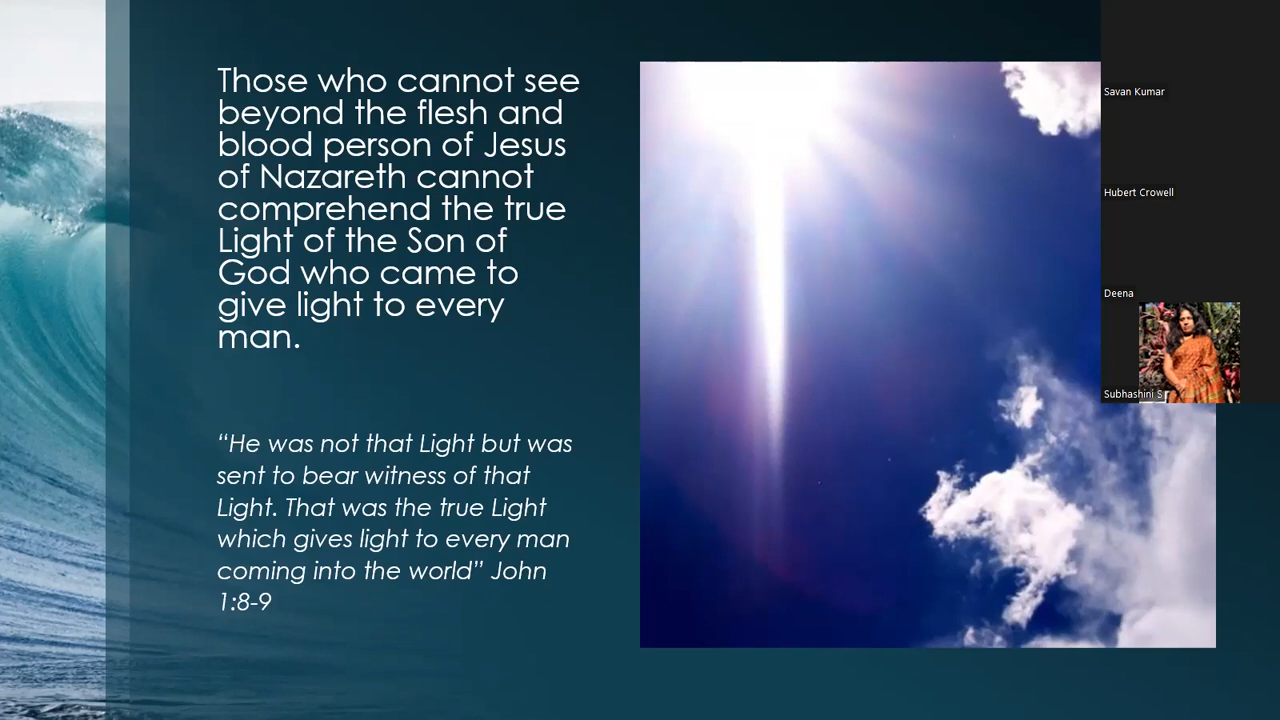 Those who cannot see
beyond the flesh and
blood person of Jesus
of Nazareth cannot
comprehend the true
Light of the Son of
God who came to
give light to every
man.
“He was not that Light but was
sent to bear witness of that
Light. That was the true Light
which gives light to every man
coming into the world” John
1:8-9
Savan Kumar
Hubert Crowell
Deena
Subhashini S